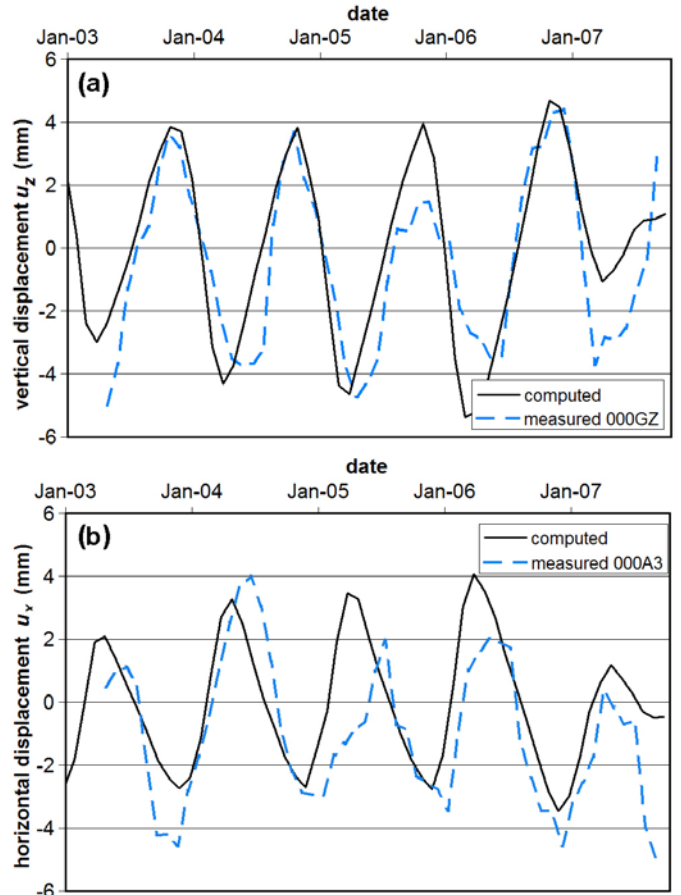 date
Jan-03 Jan-04 Jan-05 Jan-06 Jan-07
(a)
vertical displacement uz (mm)
6
4
2
0
-2
-4
-6
computed
measured 000GZ
date
Jan-03 Jan-04 Jan-05 Jan-06 Jan-07
(b)
horizontal displacement ux (mm)
6
4
2
0
-2
-4
-6
computed
measured 000A3